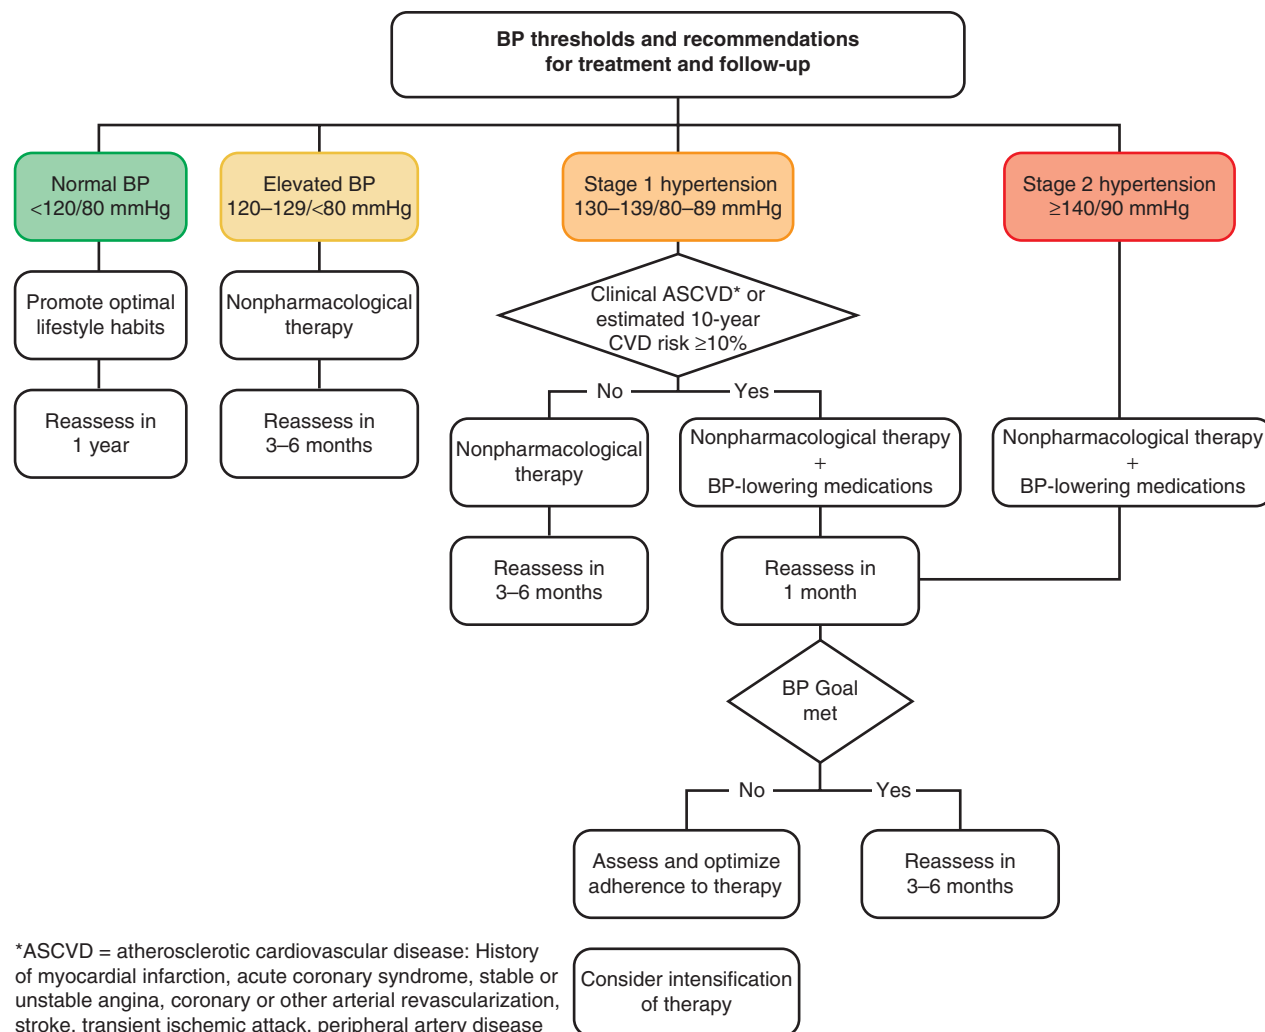 BP thresholds and recommendations
for treatment and follow-up
Normal BP
<120/80 mmHg
Elevated BP
120–129/<80 mmHg
Stage 1 hypertension
130–139/80–89 mmHg
Stage 2 hypertension
≥140/90 mmHg
Promote optimal
lifestyle habits
Nonpharmacological
therapy
Clinical ASCVD* or
estimated 10-year
CVD risk ≥10%
No
Yes
Reassess in
1 year
Reassess in
3–6 months
Nonpharmacological
therapy
Nonpharmacological therapy
+
BP-lowering medications
Nonpharmacological therapy
+
BP-lowering medications
Reassess in
3–6 months
Reassess in
1 month
BP Goal
met
No
Yes
Assess and optimize
adherence to therapy
Reassess in
3–6 months
Consider intensification
of therapy
*ASCVD = atherosclerotic cardiovascular disease: History
of myocardial infarction, acute coronary syndrome, stable or
unstable angina, coronary or other arterial revascularization,
stroke, transient ischemic attack, peripheral artery disease